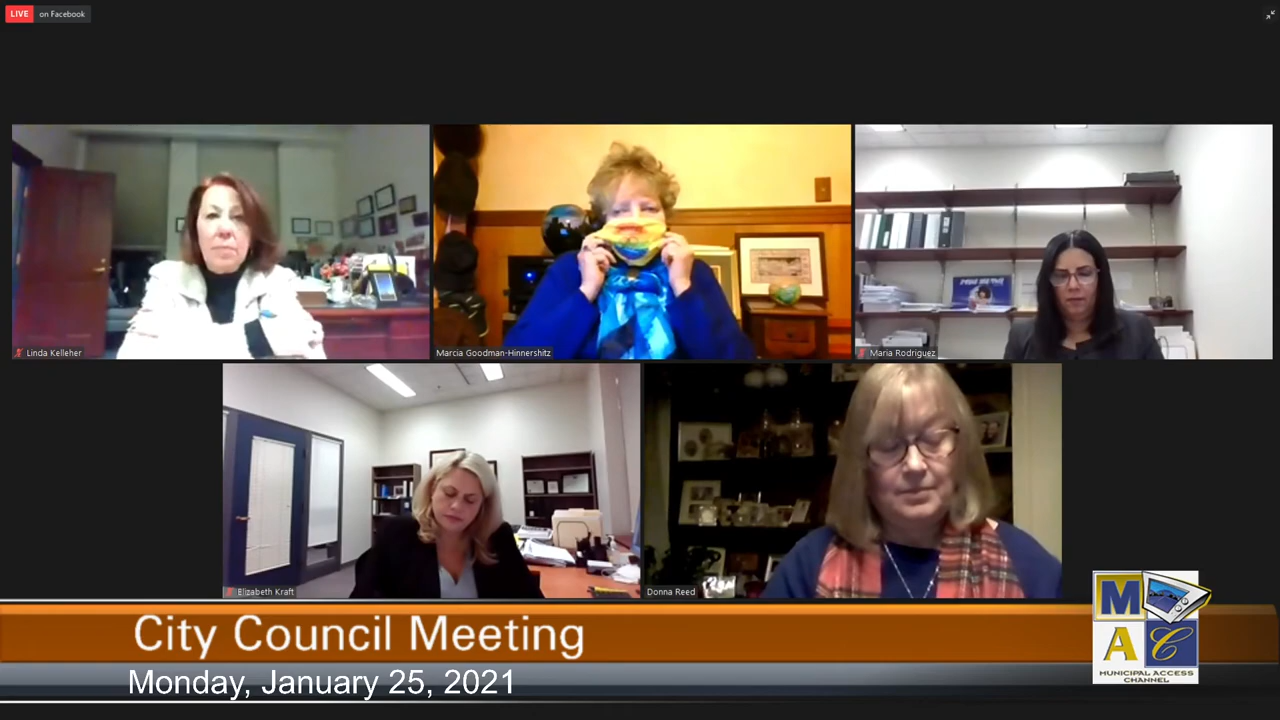 LIVE on Facebook
Linda Kelleher
Marcia Goodman-Hinnershitz
Maria Rodriguez
Elizabeth Kraft
Donna Reed
City Council Meeting
Monday, January 25, 2021
M
A C
MUNICIPAL ACCESS
CHANNEL